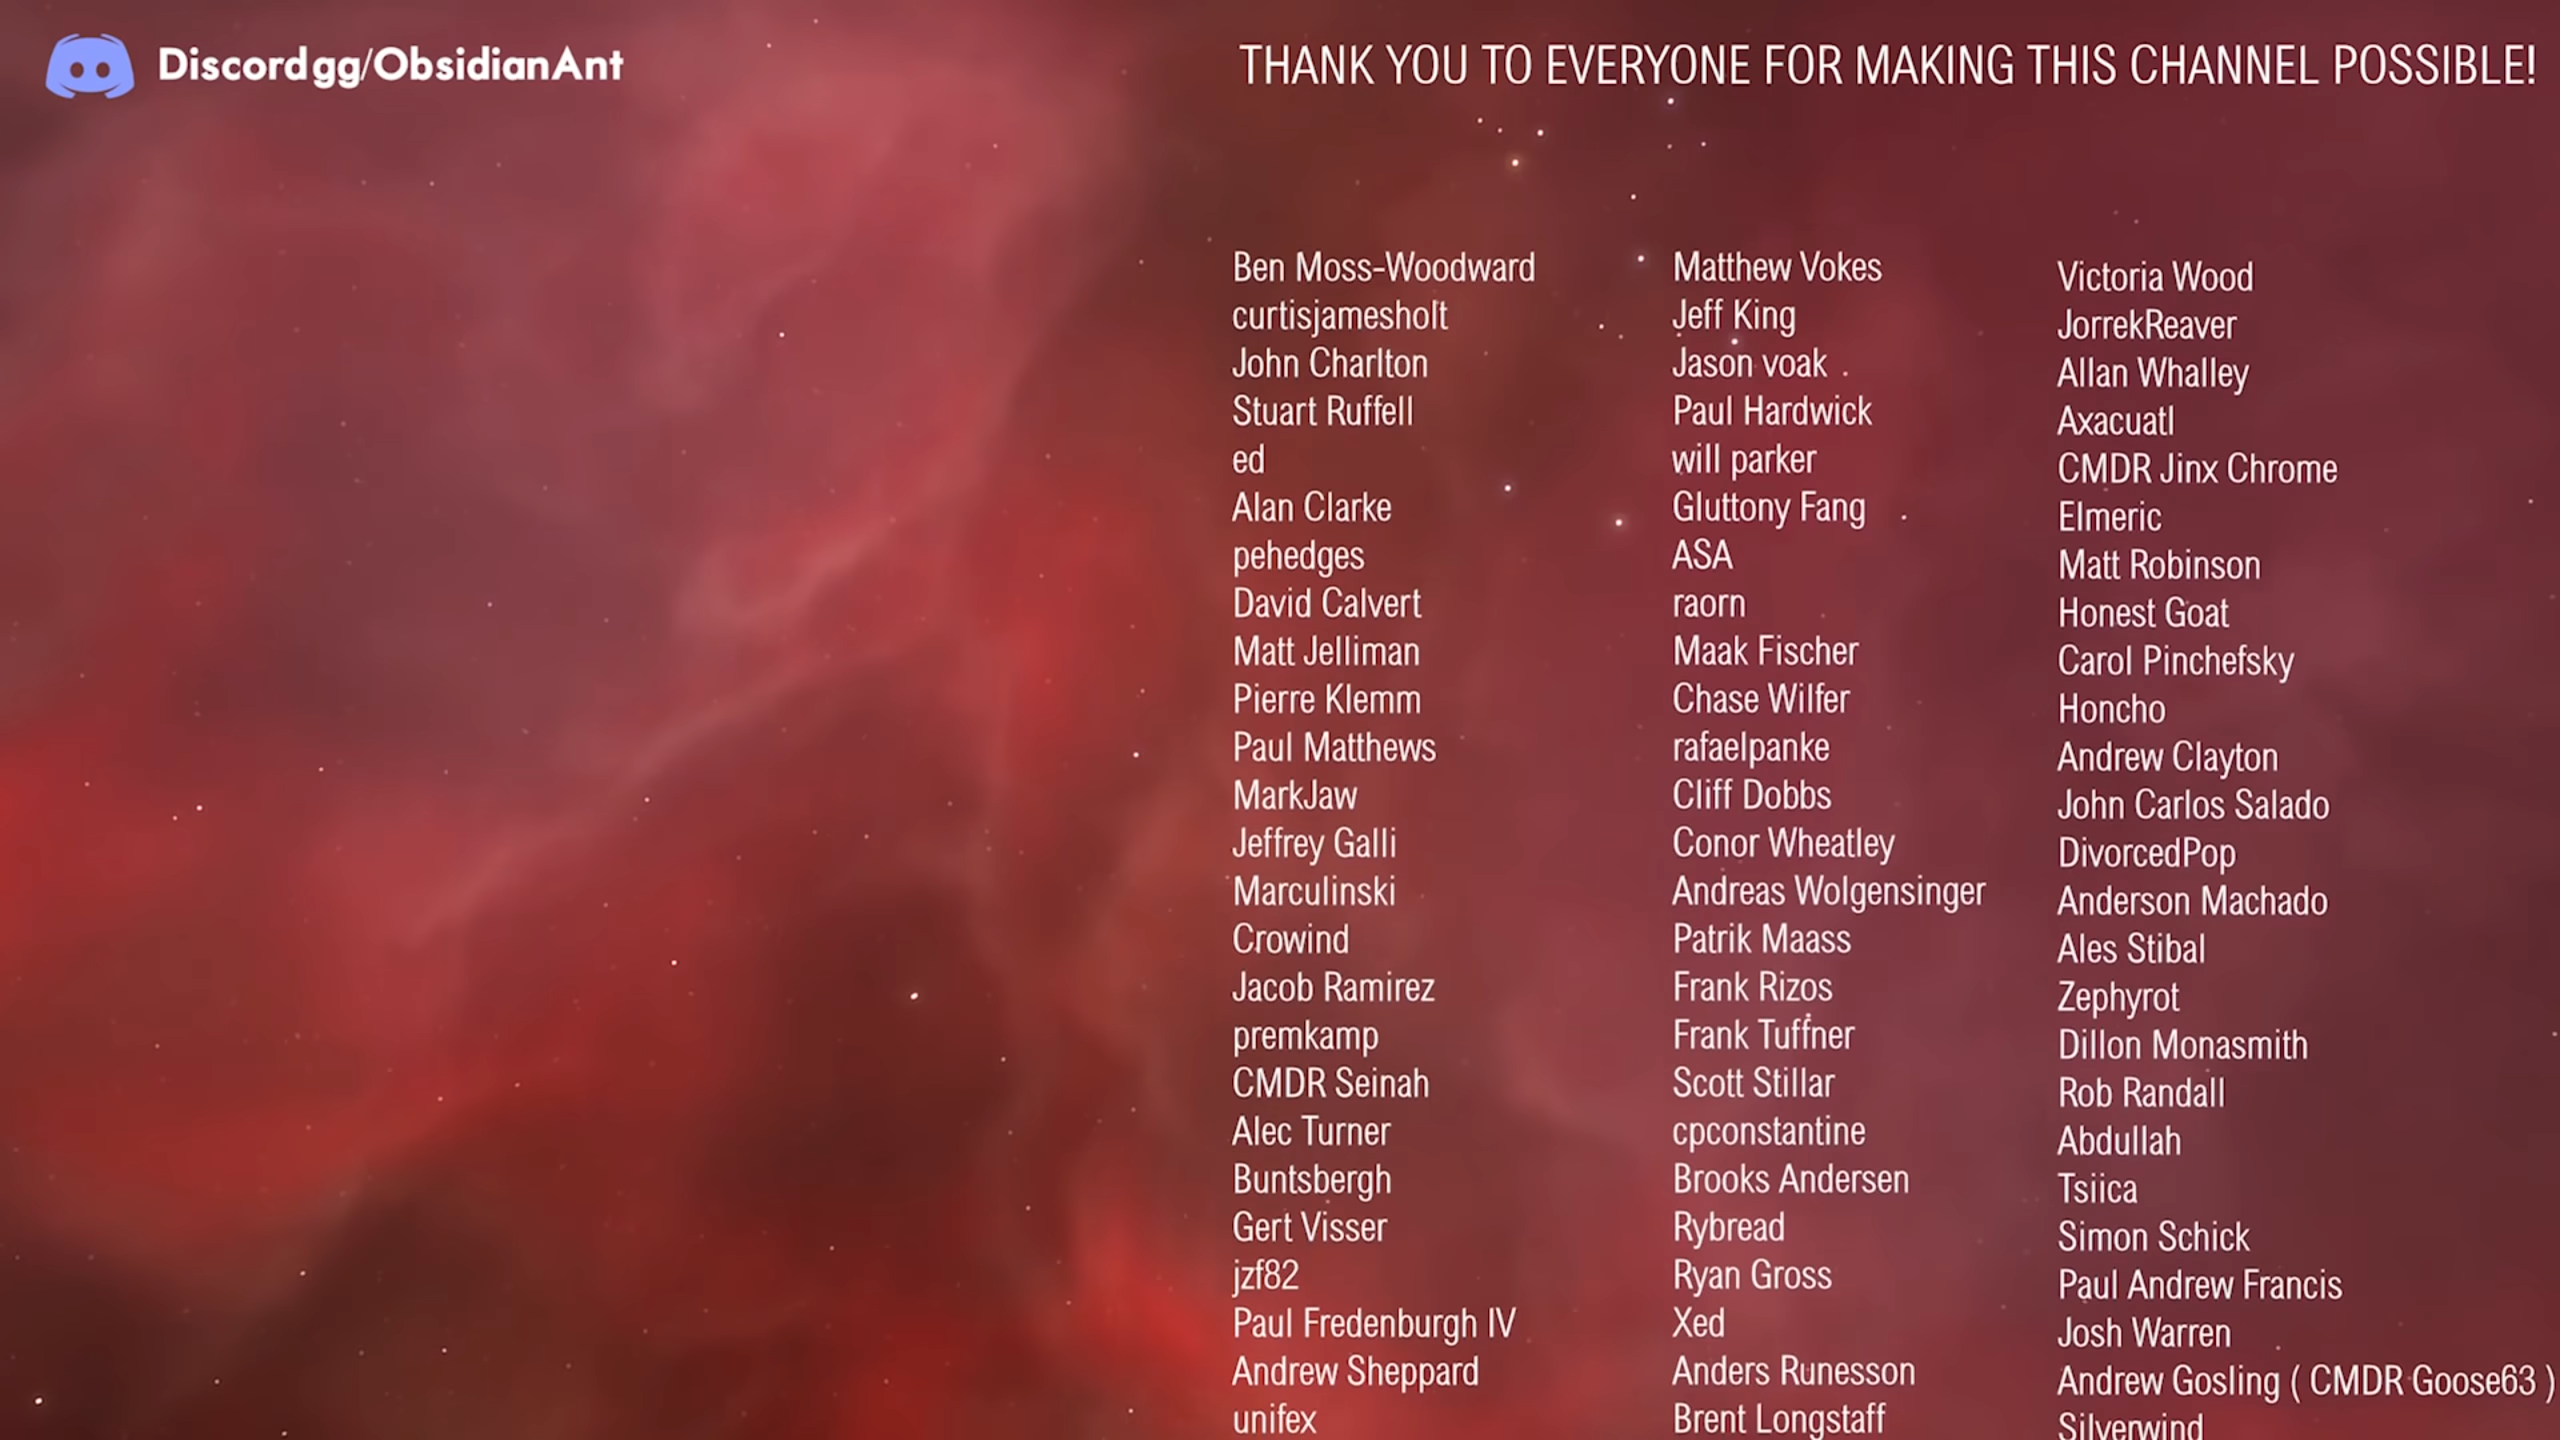 Discordgg/ObsidianAnt
THANK YOU TO EVERYONE FOR MAKING THIS CHANNEL POSSIBLE!
Ben Moss-Woodward
curtisjamesholt
John Charlton
Stuart Ruffell
ed
Alan Clarke
pehedges
David Calvert
Matt Jelliman
Pierre Klemm
Paul Matthews
MarkJaw
Jeffrey Galli
Marculinski
Crowind
Jacob Ramirez
premkamp
CMDR Seinah
Alec Turner
Buntsbergh
Gert Visser
jzf82
Paul Fredenburgh IV
Andrew Sheppard
unifex
Matthew Vokes
Jeff King
Jason voak
Paul Hardwick
will parker
Gluttony Fang
ASA
raorn
Maak Fischer
Chase Wilfer
rafaelpanke
Cliff Dobbs
Conor Wheatley
Andreas Wolgensinger
Patrik Maass
Frank Rizos
Frank Tuffner
Scott Stillar
cpconstantine
Brooks Andersen
Rybread
Ryan Gross
Xed
Anders Runesson
Brent Longstaff
Victoria Wood
JorrekReaver
Allan Whalley
Axacuatl
CMDR Jinx Chrome
Elmeric
Matt Robinson
Honest Goat
Carol Pinchefsky
Honcho
Andrew Clayton
John Carlos Salado
DivorcedPop
Anderson Machado
Ales Stibal
Zephyrot
Dillon Monasmith
Rob Randall
Abdullah
Tsiica
Simon Schick
Paul Andrew Francis
Josh Warren
Andrew Gosling ( CMDR Goose63 )
Silverwind